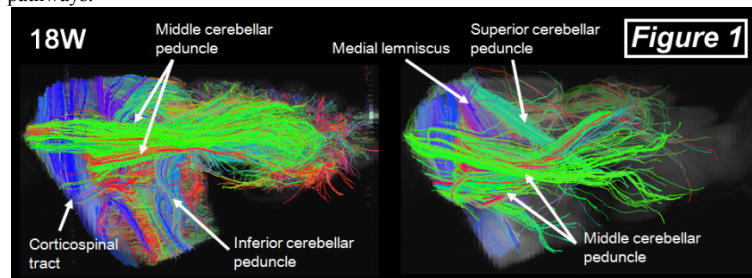 pathways.
18W
Middle cerebellar
peduncle
Corticospinal
tract
Inferior cerebellar
peduncle
Medial lemniscus
Superior cerebellar
peduncle
Figure 1
Middle cerebellar
peduncle